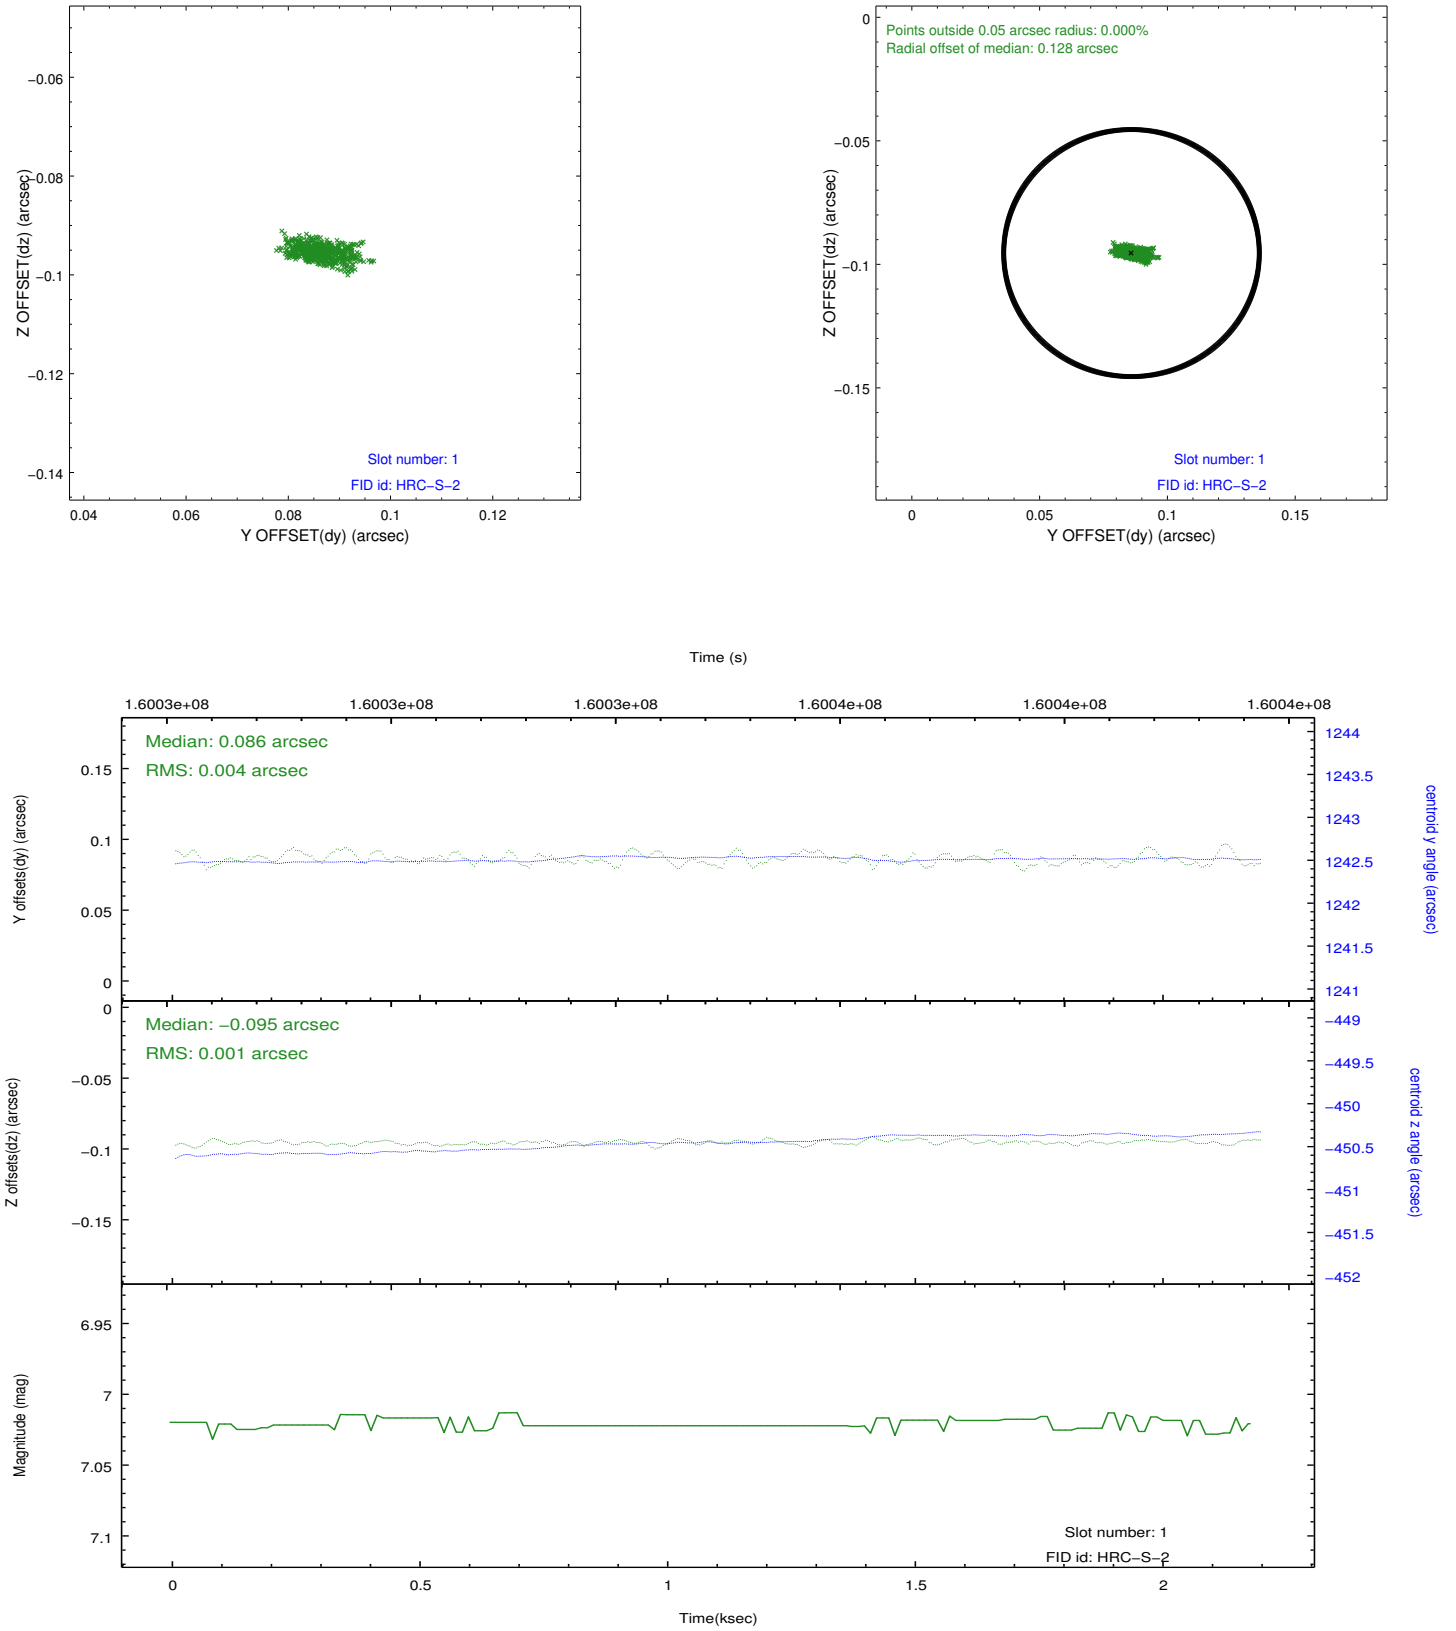 −0.06
−0.08
−0.1
−0.12
−0.14
Z OFFSET(dz) (arcsec)
Slot number: 1
FID id: HRC−S−2
0.04 0.06 0.08 0.1 0.12
Y OFFSET(dy) (arcsec)
Points outside 0.05 arcsec radius: 0.000%
Radial offset of median: 0.128 arcsec
0
−0.05
−0.1
−0.15
Z OFFSET(dz) (arcsec)
Slot number: 1
FID id: HRC−S−2
0 0.05 0.1 0.15
Y OFFSET(dy) (arcsec)
Time (s)
1.6003e+08 1.6003e+08 1.6003e+08 1.6004e+08 1.6004e+08 1.6004e+08
Median: 0.086 arcsec
RMS: 0.004 arcsec
0.15
0.1
0.05
0
Y offsets(dy) (arcsec)
1244
1243.5
1243
1242.5
1242
1241.5
1241
centroid y angle (arcsec)
Median: −0.095 arcsec
RMS: 0.001 arcsec
0
−0.05
−0.1
−0.15
Z offsets(dz) (arcsec)
−449
−449.5
−450
−450.5
−451
−451.5
−452
centroid z angle (arcsec)
6.95
7
7.05
7.1
Magnitude (mag)
Slot number: 1
FID id: HRC−S−2
0 0.5 1 1.5 2
Time(ksec)